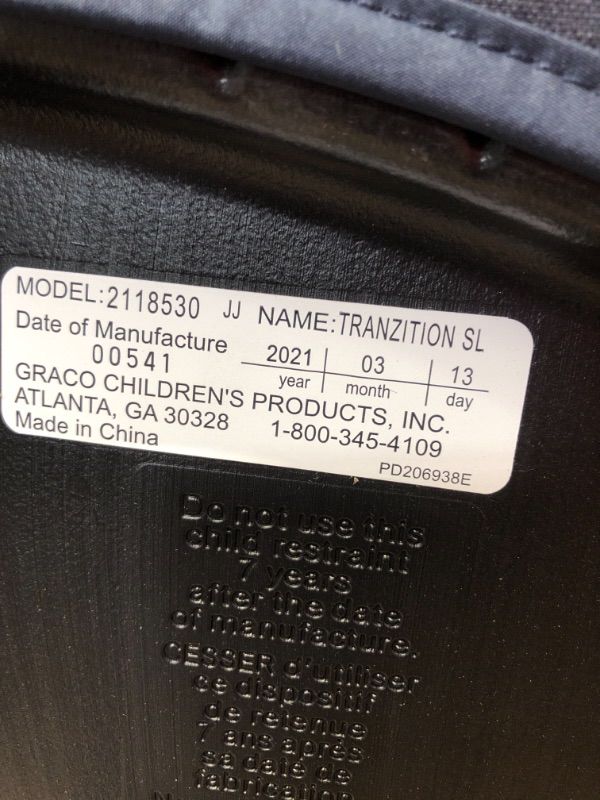 MODEL:2118530 JJ NAME:TRANZITION SL
Date of Manufacture 2021 03 13
00541 year month day
GRACO CHILDREN'S PRODUCTS, INC.
ATLANTA, GA 30328 1-800-345-4109
Made in China PD206938E
Do not use this
child restraint
7 years
after the date
of manufacture.
CESSER d'utiliser
ce dispositif
de retenue
7 ans après
sa date de
fabrication